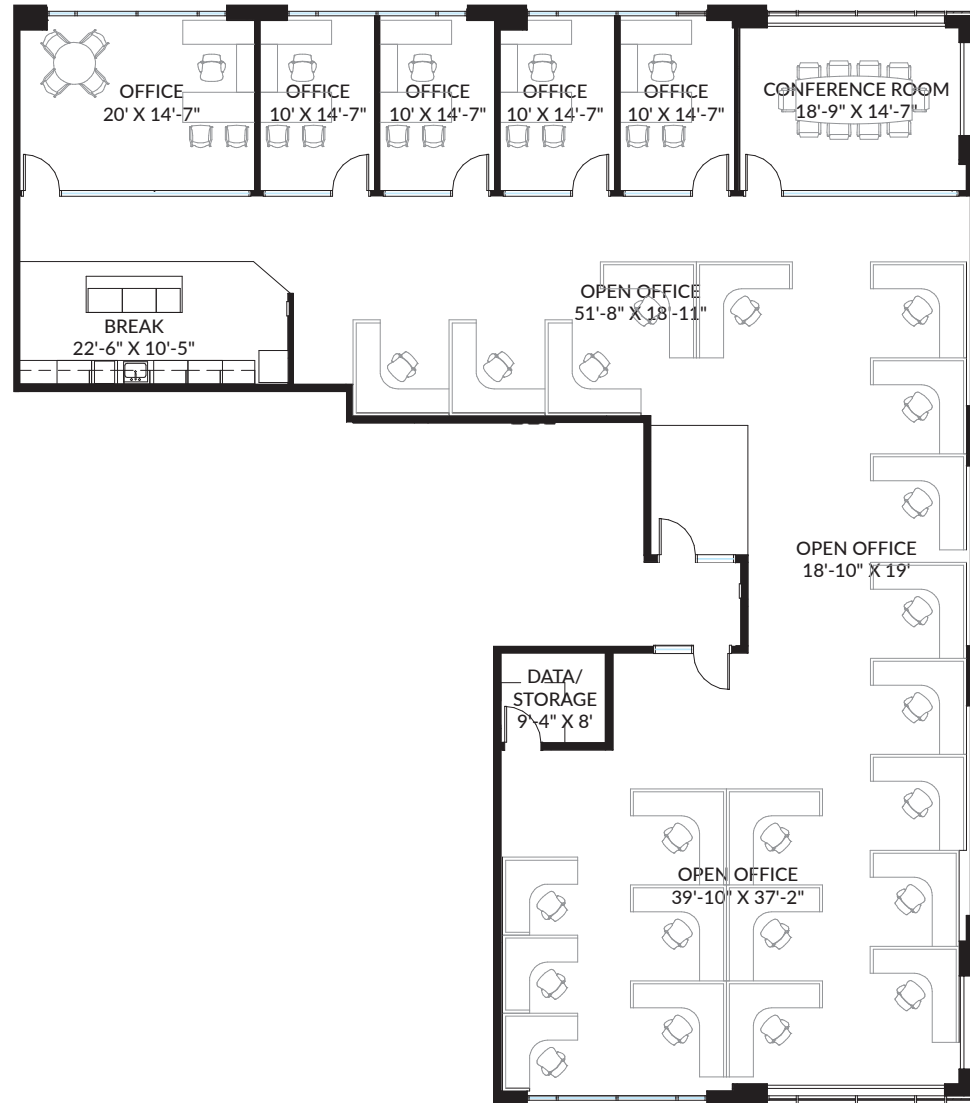 OFFICE
20' X 14'-7"
OFFICE
10' X 14'-7"
OFFICE
10' X 14'-7"
OFFICE
10' X 14'-7"
OFFICE
10' X 14'-7"
CONFERENCE ROOM
18'-9" X 14'-7"
OPEN OFFICE
51'-8" X 18'-11"
BREAK
22'-6" X 10'-5"
OPEN OFFICE
18'-10" X 19'
DATA/
STORAGE
9'-4" X 8'
OPEN OFFICE
39'-10" X 37'-2"